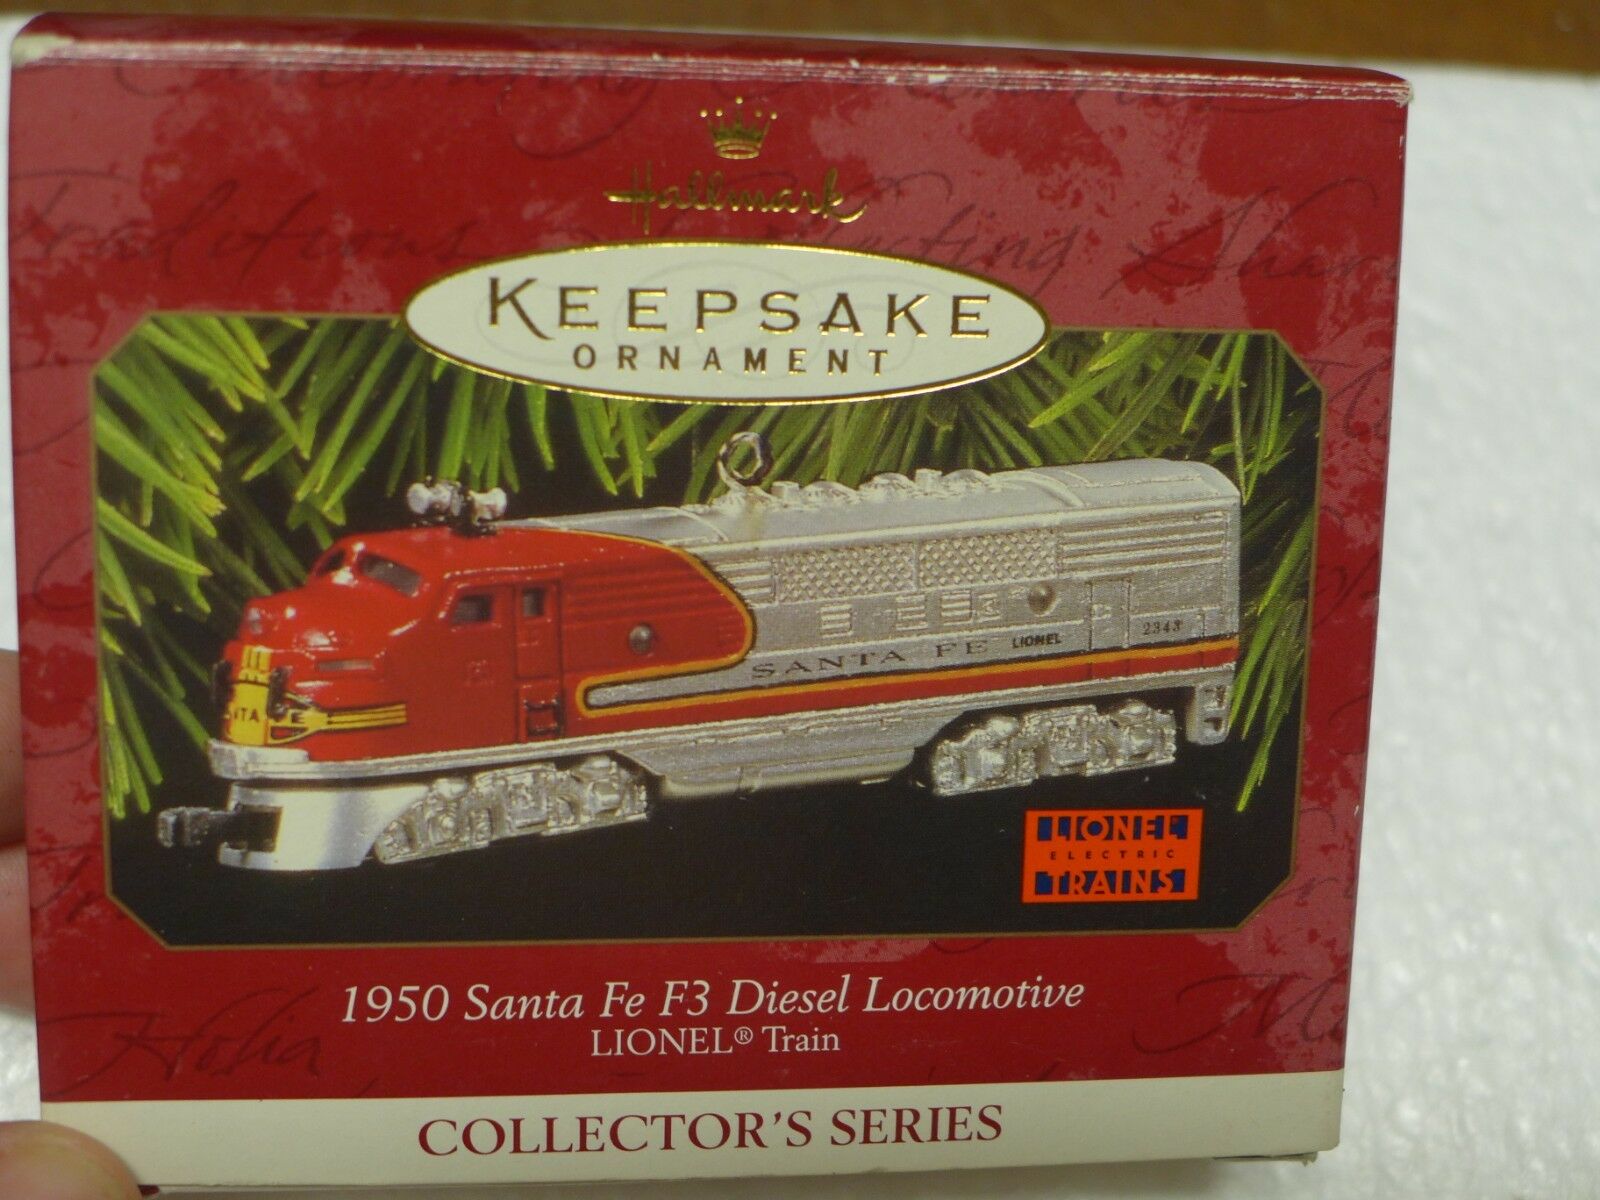 Hallmark
KEEPSAKE
ORNAMENT
Traditions
SANTA FE LIONEL 2343
LIONEL
ELECTRIC
TRAINS
1950 Santa Fe F3 Diesel Locomotive
LIONEL® Train
COLLECTOR'S SERIES